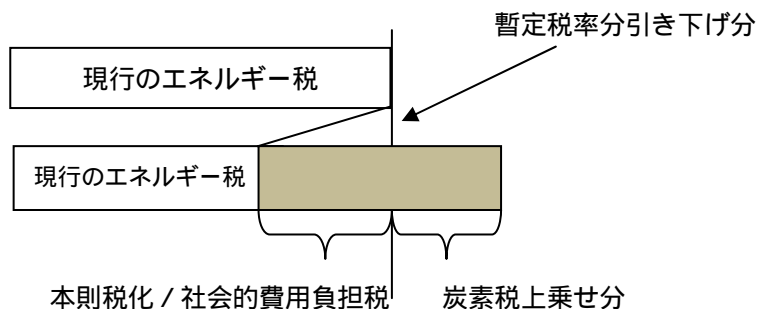 暫定税率分引き下げ分
現行のエネルギー税
現行のエネルギー税
本則税化 / 社会的費用負担税
炭素税上乗せ分